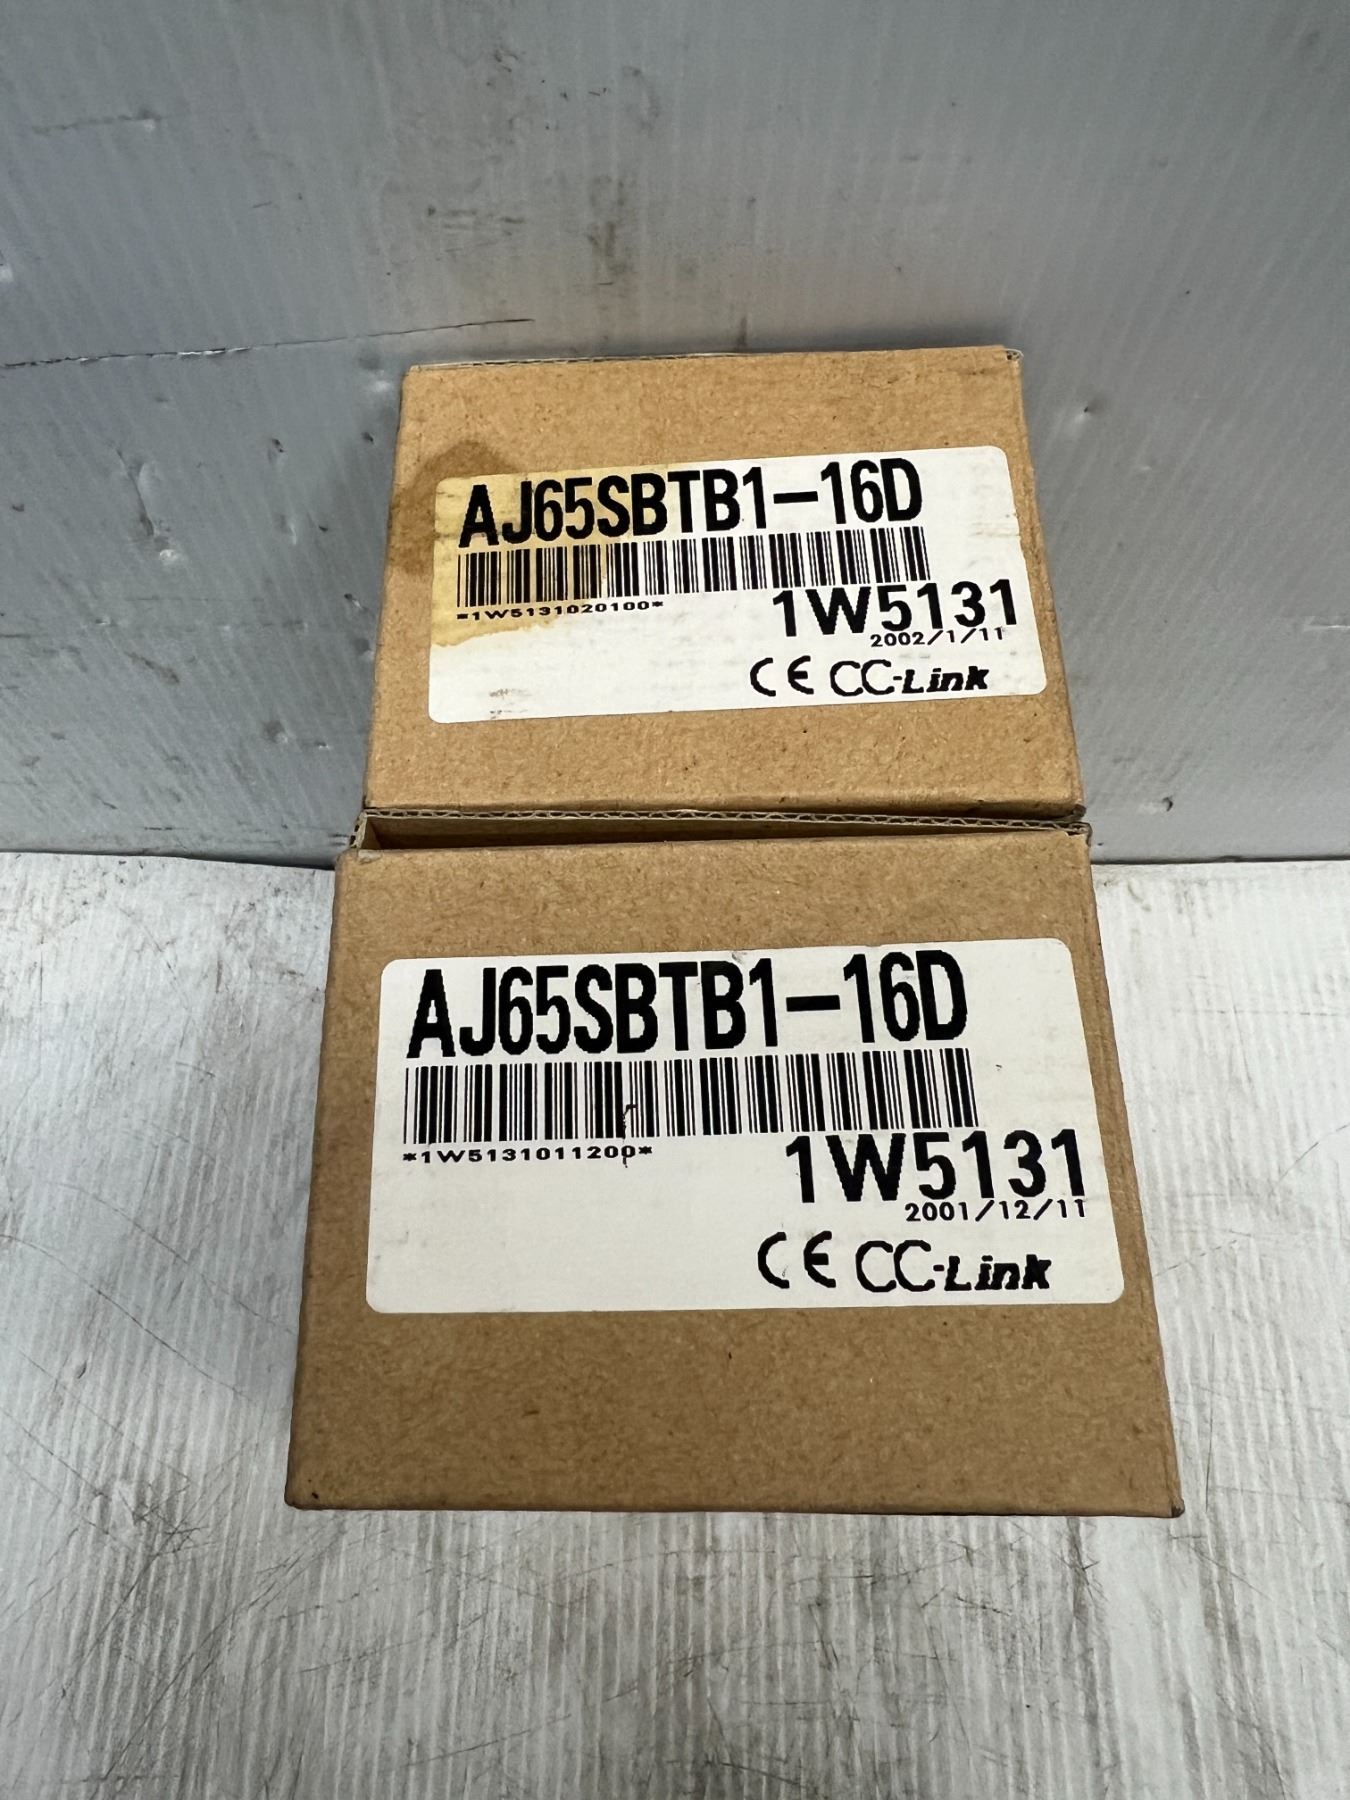 AJ65SBTB1-16D
*1W5131020100*
1W5131
2002/1/11
CE CC-Link
AJ65SBTB1-16D
*1W5131011200*
1W5131
2001/12/11
CE CC-Link